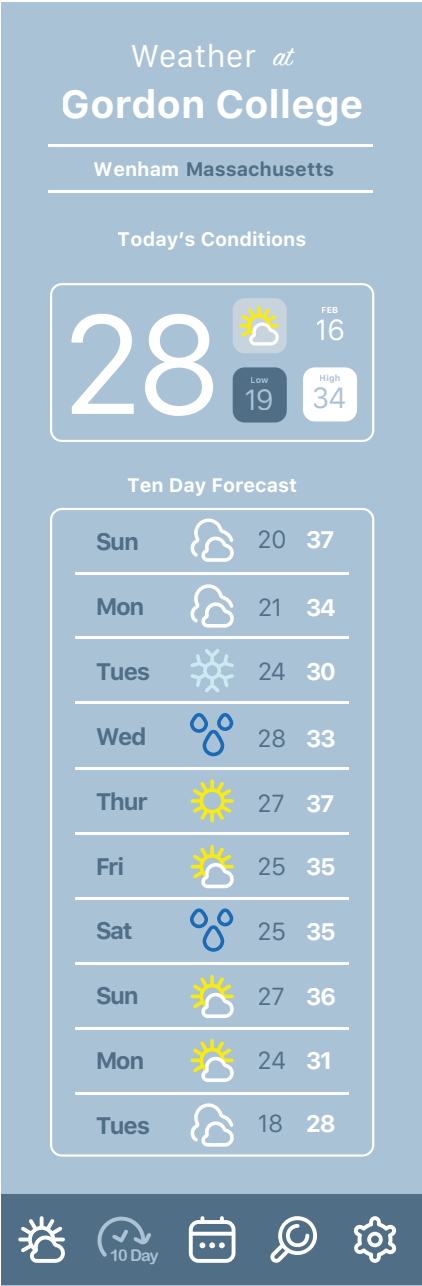 Weather at
Gordon College
Wenham Massachusetts
Today’s Conditions
28
FEB
16
Low
19
High
34
Ten Day Forecast
Sun 20 37
Mon 21 34
Tues 24 30
Wed 28 33
Thur 27 37
Fri 25 35
Sat 25 35
Sun 27 36
Mon 24 31
Tues 18 28
10 Day